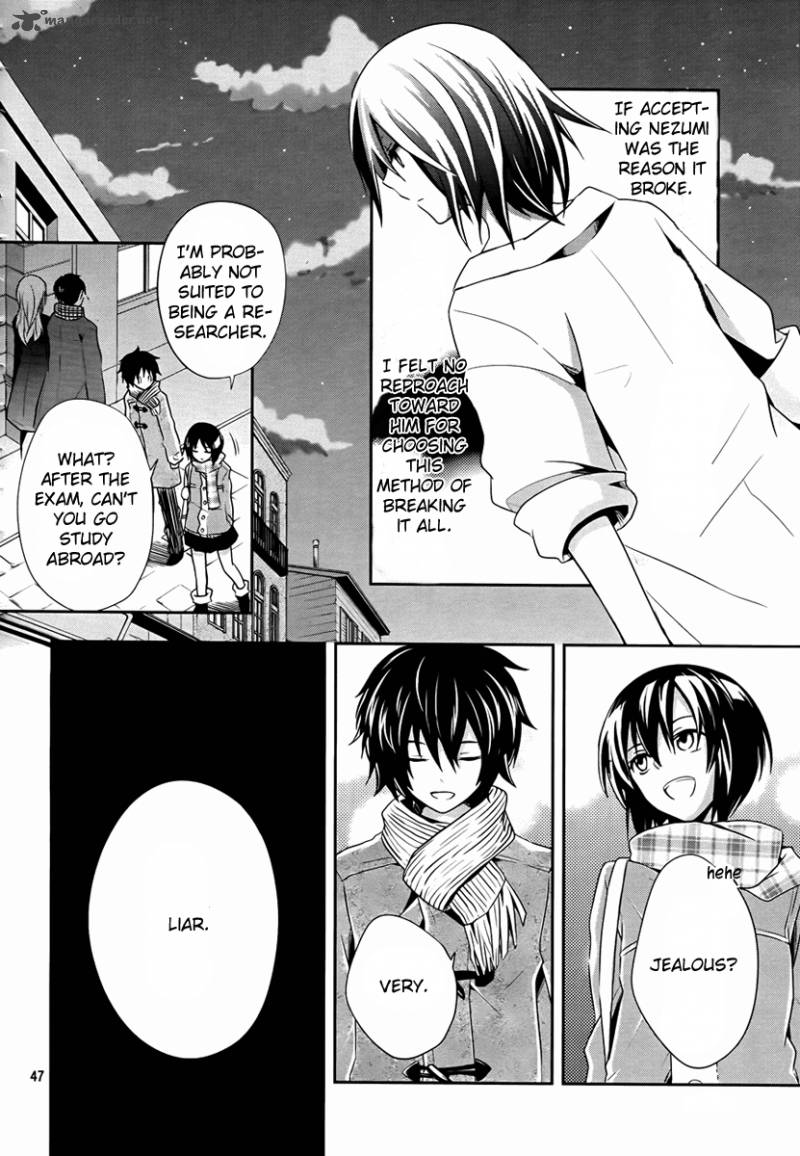 IF ACCEPT-
ING NEZUMI
WAS THE
REASON IT
BROKE.
I FELT NO
REPROACH
TOWARD
HIM FOR
CHOOSING
THIS
METHOD OF
BREAKING
IT ALL.
I'M PROB-
ABLY NOT
SUITED TO
BEING A RE-
SEARCHER.
WHAT?
AFTER THE
EXAM, CAN'T
YOU GO
STUDY
ABROAD?
hehe
JEALOUS?
VERY.
LIAR.
47